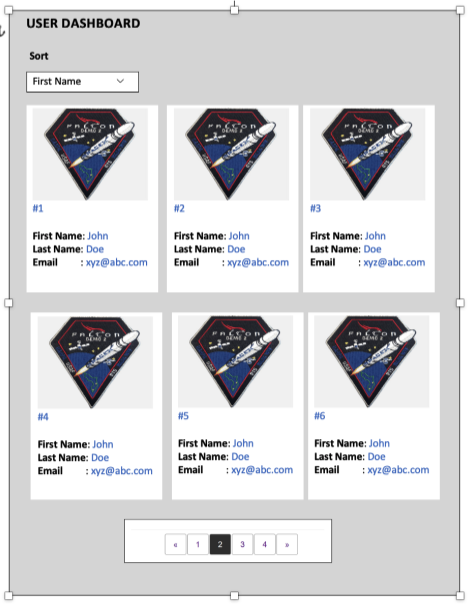 USER DASHBOARD
Sort
First Name
FALCON
DEMO 2
FALCON
DEMO 2
FALCON
DEMO 2
#1 #2 #3
First Name: John First Name: John First Name: John
Last Name: Doe Last Name: Doe Last Name: Doe
Email : xyz@abc.com Email : xyz@abc.com Email : xyz@abc.com
FALCON
DEMO 2
FALCON
DEMO 2
FALCON
DEMO 2
#4 #5 #6
First Name: John First Name: John First Name: John
Last Name: Doe Last Name: Doe Last Name: Doe
Email : xyz@abc.com Email : xyz@abc.com Email : xyz@abc.com
« 1 2 3 4 »